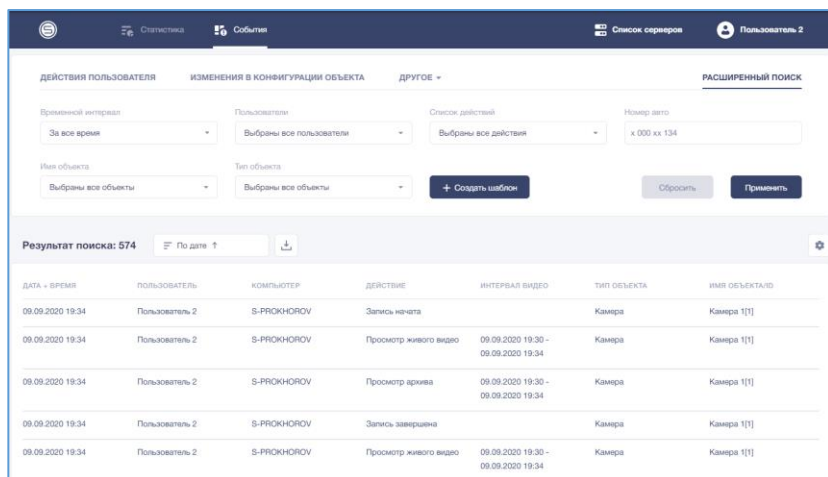 Статистика События Список серверов Пользователь 2
ДЕЙСТВИЯ ПОЛЬЗОВАТЕЛЯ ИЗМЕНЕНИЯ В КОНФИГУРАЦИИ ОБЪЕКТА ДРУГОЕ РАСШИРЕННЫЙ ПОИСК
Временной интервал Пользователи Список действий Номер авто
За все время Выбраны все пользователи Выбраны все действия х 000 хх 134
Имя объекта Тип объекта
Выбраны все объекты Выбраны все объекты + Создать шаблон Сбросить Применить
Результат поиска: 574 По дате ↑
ДАТА + ВРЕМЯ ПОЛЬЗОВАТЕЛЬ КОМПЬЮТЕР ДЕЙСТВИЕ ИНТЕРВАЛ ВИДЕО ТИП ОБЪЕКТА ИМЯ ОБЪЕКТА/ID
09.09.2020 19:34 Пользователь 2 S-PROKHOROV Запись начата Камера Камера 1[1]
09.09.2020 19:34 Пользователь 2 S-PROKHOROV Просмотр живого видео 09.09.2020 19:30 - Камера Камера 1[1]
09.09.2020 19:34
09.09.2020 19:34 Пользователь 2 S-PROKHOROV Просмотр архива 09.09.2020 19:30 - Камера Камера 1[1]
09.09.2020 19:34
09.09.2020 19:34 Пользователь 2 S-PROKHOROV Запись завершена Камера Камера 1[1]
09.09.2020 19:34 Пользователь 2 S-PROKHOROV Просмотр живого видео 09.09.2020 19:30 - Камера Камера 1[1]
09.09.2020 19:34